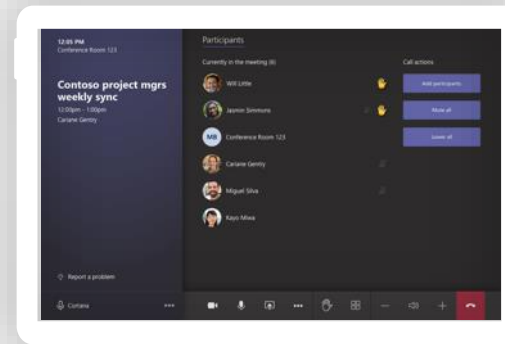 12:05 PM
Conference Room 123
Contoso project mgrs
weekly sync
12:00pm - 1:00pm
Cariane Gentry
Report a problem
Cortana
Participants
Currently in the meeting (6)
Will Little
Jasmin Simmons
MB Conference Room 123
Cariane Gentry
Miguel Silva
Kayo Miwa
Call actions
Add participants
Mute all
Lower all